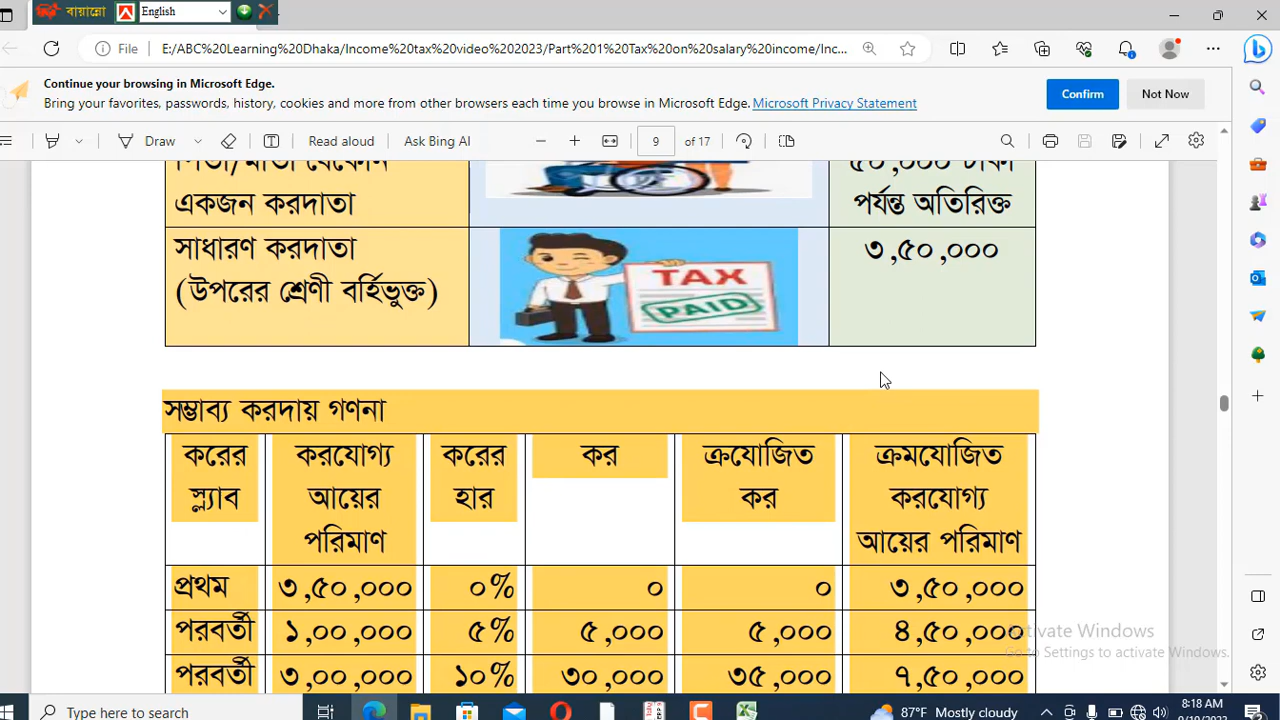 বায়ান্নো
English
File
E:/ABC%20Learning%20Dhaka/Income%20tax%20video%202023/Part%201%20Tax%20on%20salary%20income/Inc...
Continue your browsing in Microsoft Edge.
Bring your favorites, passwords, history, cookies and more from other browsers each time you browse in Microsoft Edge. Microsoft Privacy Statement
Confirm
Not Now
Draw
Read aloud
Ask Bing AI
9
of 17
পিতা/মাতা যেকোন
একজন করদাতা
৫০,০০০ টাকা
পর্যন্ত অতিরিক্ত
সাধারণ করদাতা
(উপরের শ্রেণী বর্হিভুক্ত)
TAX
PAID
৩,৫০,০০০
সম্ভাব্য করদায় গণনা
করের স্ল্যাব
করযোগ্য আয়ের পরিমাণ
করের হার
কর
ক্রযোজিত কর
ক্রমযোজিত করযোগ্য আয়ের পরিমাণ
প্রথম ৩,৫০,০০০ ০% ০ ০ ৩,৫০,০০০
পরবর্তী ১,০০,০০০ ৫% ৫,০০০ ৫,০০০ ৪,৫০,০০০
পরবর্তী ৩,০০,০০০ ১০% ৩০,০০০ ৩৫,০০০ ৭,৫০,০০০
Activate Windows
Go to Settings to activate Windows.
Type here to search
87°F Mostly cloudy
8:18 AM